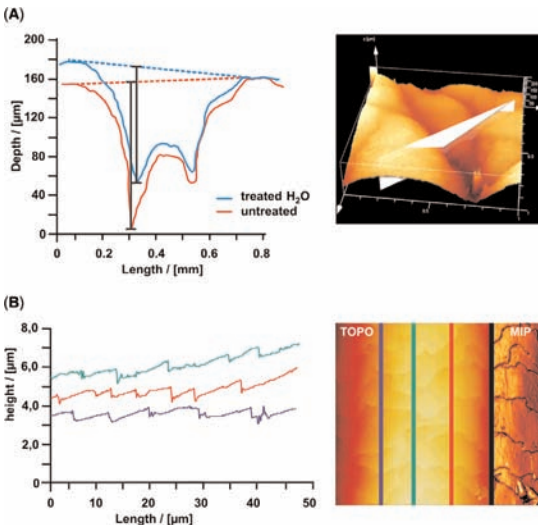 (A)
200
160
120
80
40
0
Depth / [µm]
treated H₂O
untreated
0 0.2 0.4 0.6 0.8 1
Length / [mm]
(B)
8,0
6,0
4,0
2,0
0
height / [µm]
0 10 20 30 40 50
Length / [µm]
TOPO MIP